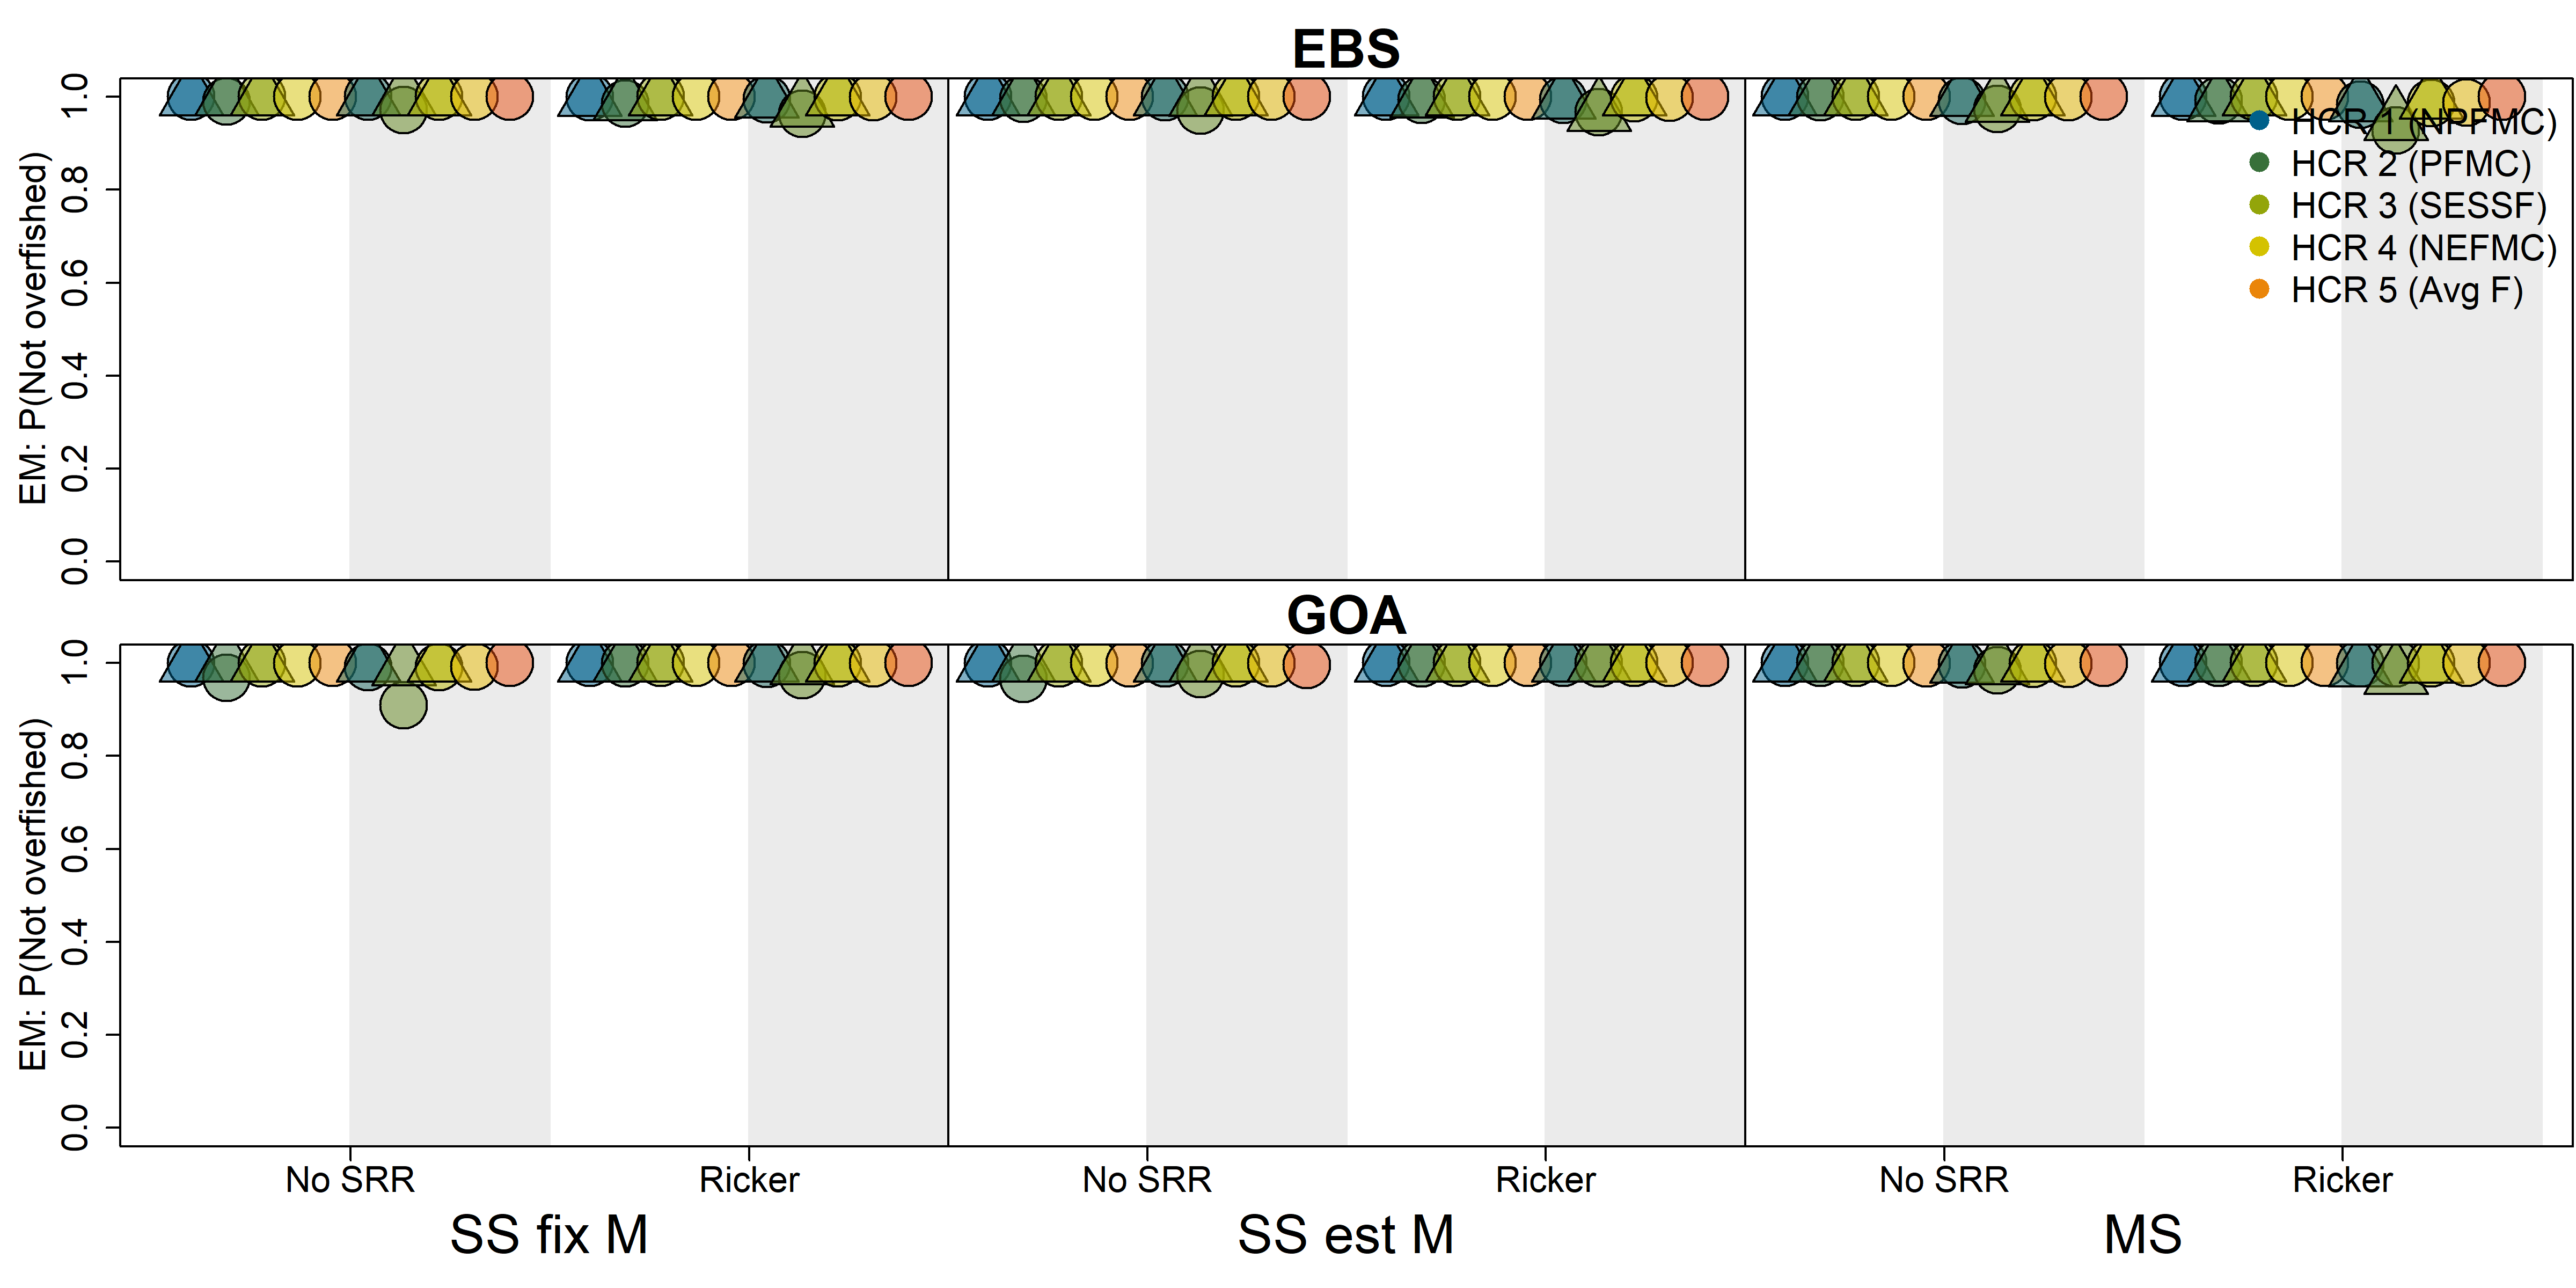 EBS
EM: P(Not overfished)
1.0
0.8
0.6
0.4
0.2
0.0
HCR 1 (NPFMC)
HCR 2 (PFMC)
HCR 3 (SESSF)
HCR 4 (NEFMC)
HCR 5 (Avg F)
GOA
EM: P(Not overfished)
1.0
0.8
0.6
0.4
0.2
0.0
No SRR Ricker No SRR Ricker No SRR Ricker
SS fix M SS est M MS